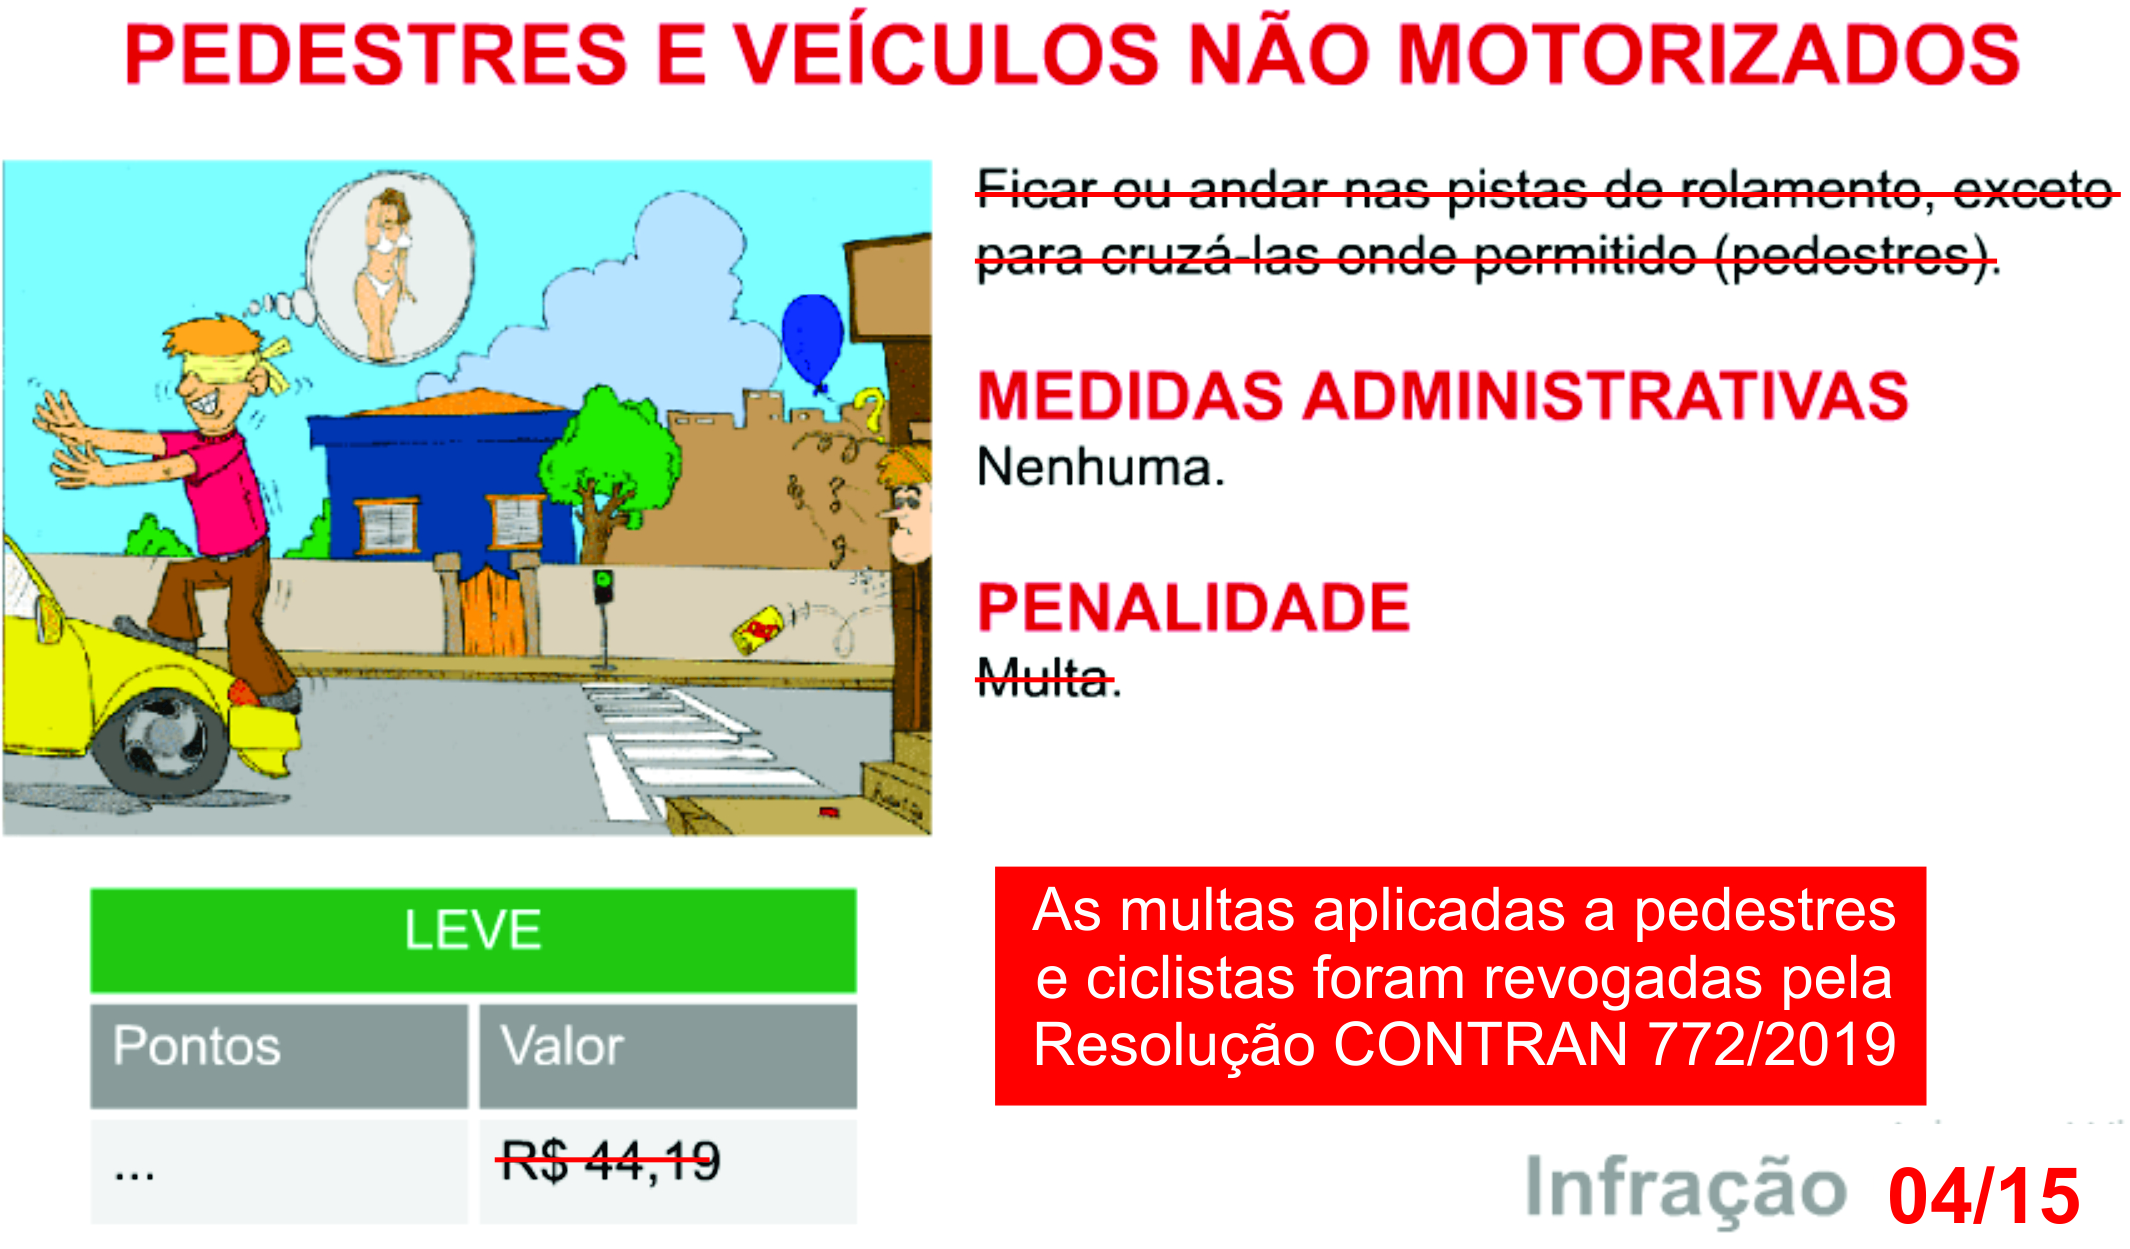 PEDESTRES E VEÍCULOS NÃO MOTORIZADOS
Ficar ou andar nas pistas de rolamento, exceto
para cruzá-las onde permitido (pedestres).
MEDIDAS ADMINISTRATIVAS
Nenhuma.
PENALIDADE
Multa.
LEVE
Pontos Valor
... R$ 44,19
As multas aplicadas a pedestres
e ciclistas foram revogadas pela
Resolução CONTRAN 772/2019
Infração 04/15